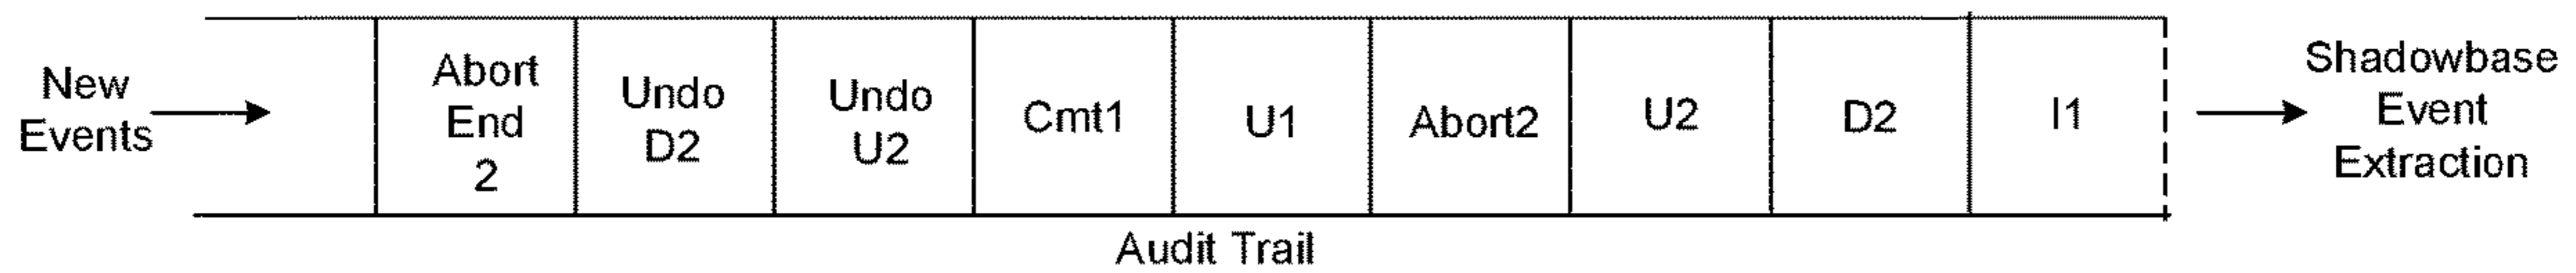 New
Events
Abort
End
2
Undo
D2
Undo
U2
Cmt1
U1
Abort2
U2
D2
I1
Shadowbase
Event
Extraction
Audit Trail